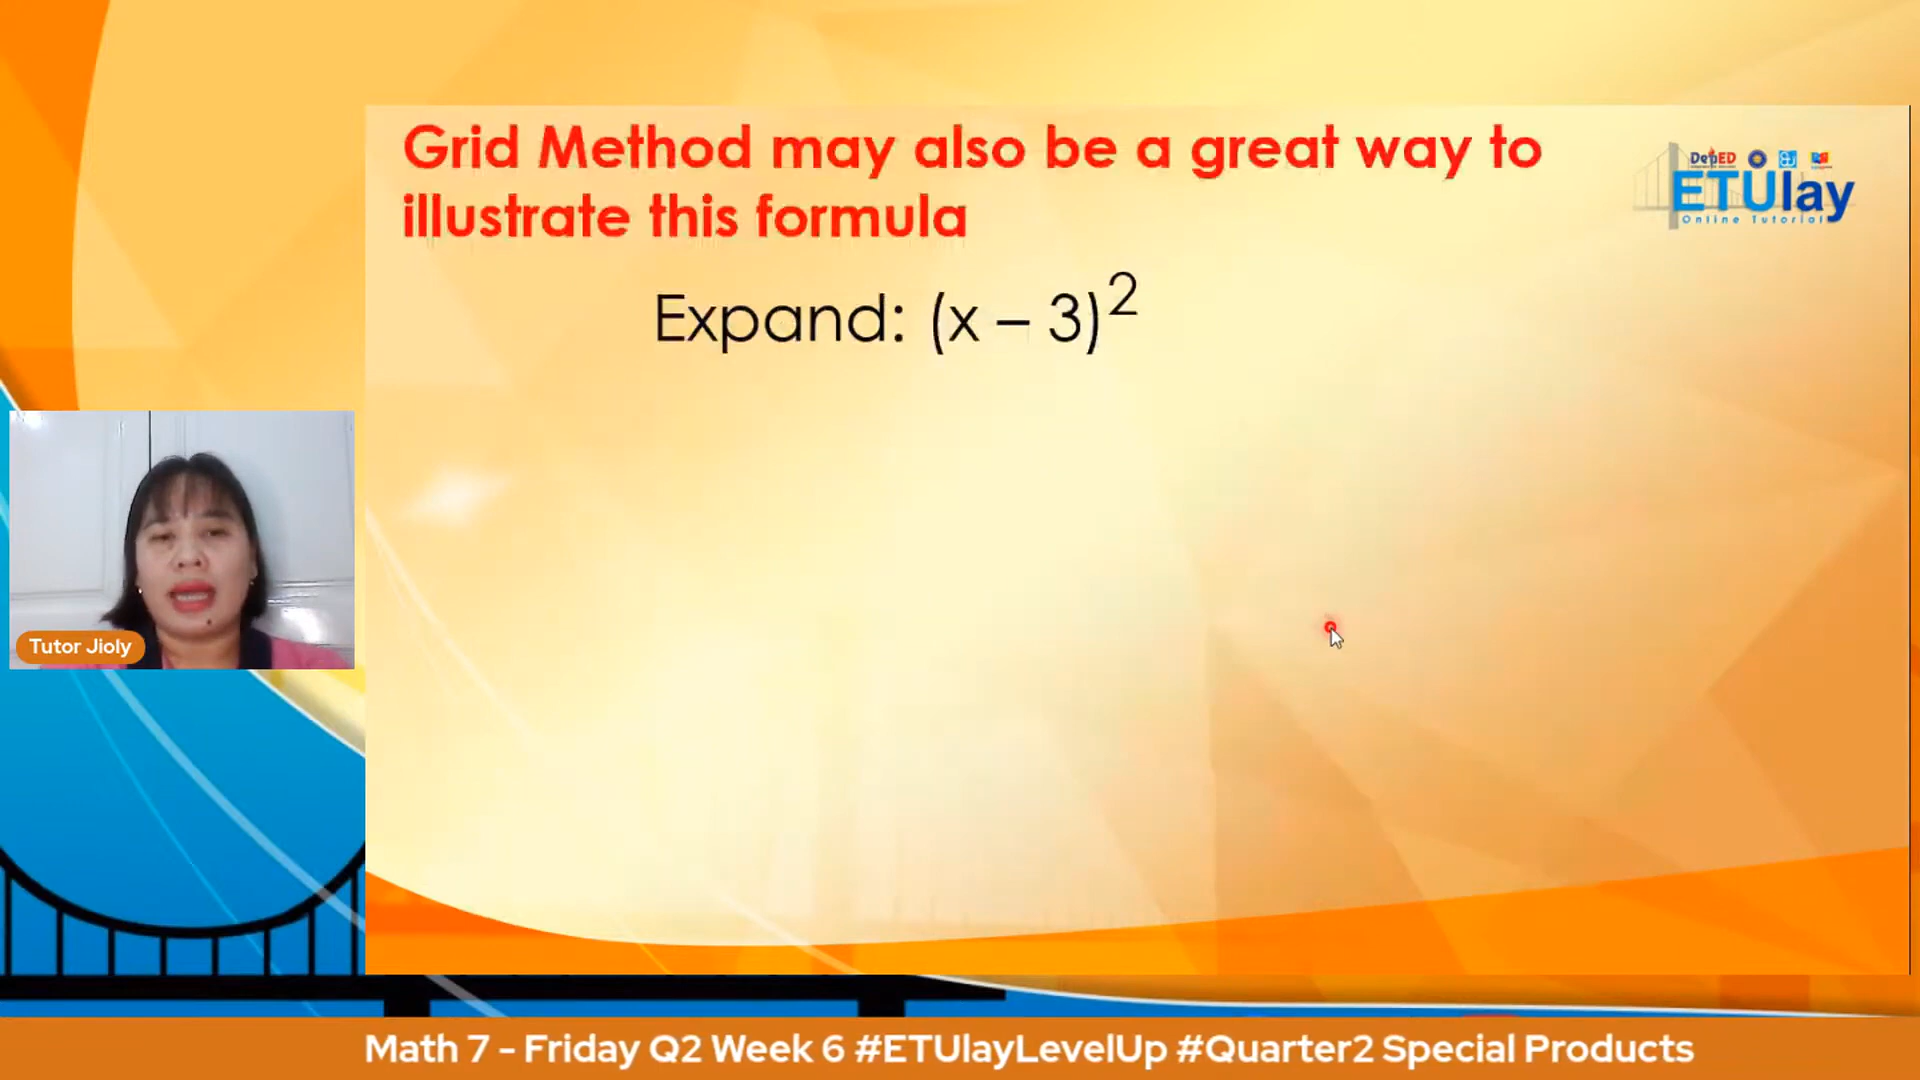 Grid Method may also be a great way to
illustrate this formula
DepED
ETUlay
Online Tutorial
Expand: (x – 3)²
Tutor Jioly
Math 7 - Friday Q2 Week 6 #ETUlayLevelUp #Quarter2 Special Products